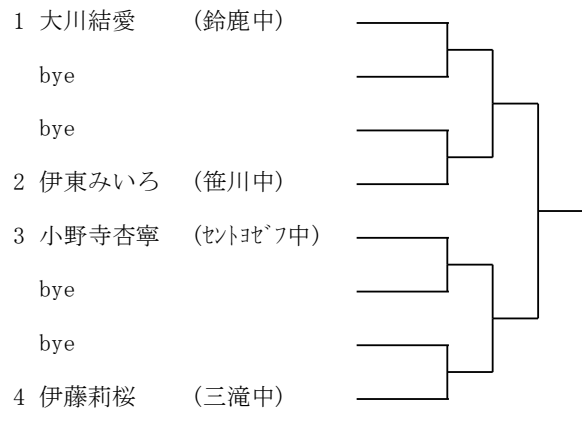 1 大川結愛 (鈴鹿中)
bye
bye
2 伊東みいろ (笹川中)
3 小野寺杏寧 (ｾﾝﾄﾖｾﾞﾌ中)
bye
bye
4 伊藤莉桜 (三滝中)